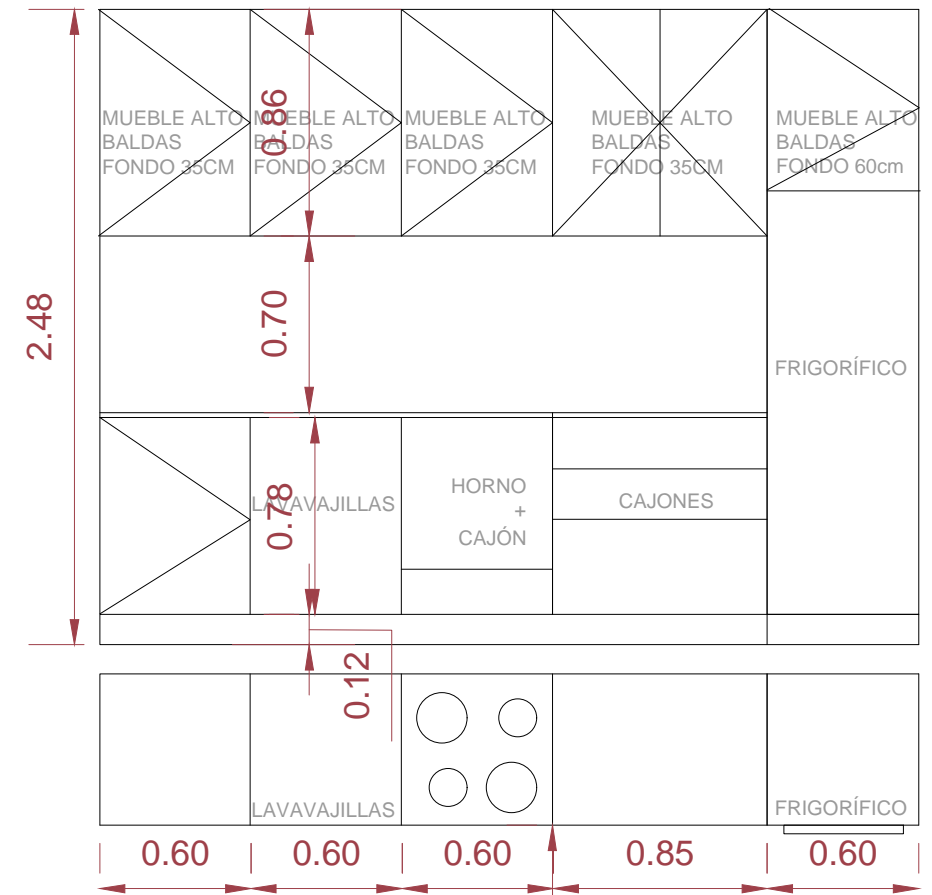 MUEBLE ALTO
BALDAS
FONDO 35CM
MUEBLE ALTO
BALDAS
FONDO 35CM
MUEBLE ALTO
BALDAS
FONDO 35CM
MUEBLE ALTO
BALDAS
FONDO 35CM
MUEBLE ALTO
BALDAS
FONDO 60cm
0.86
2.48
0.70
FRIGORÍFICO
0.78
LAVAVAJILLAS
HORNO
+
CAJÓN
CAJONES
0.12
LAVAVAJILLAS
FRIGORÍFICO
0.60
0.60
0.60
0.85
0.60